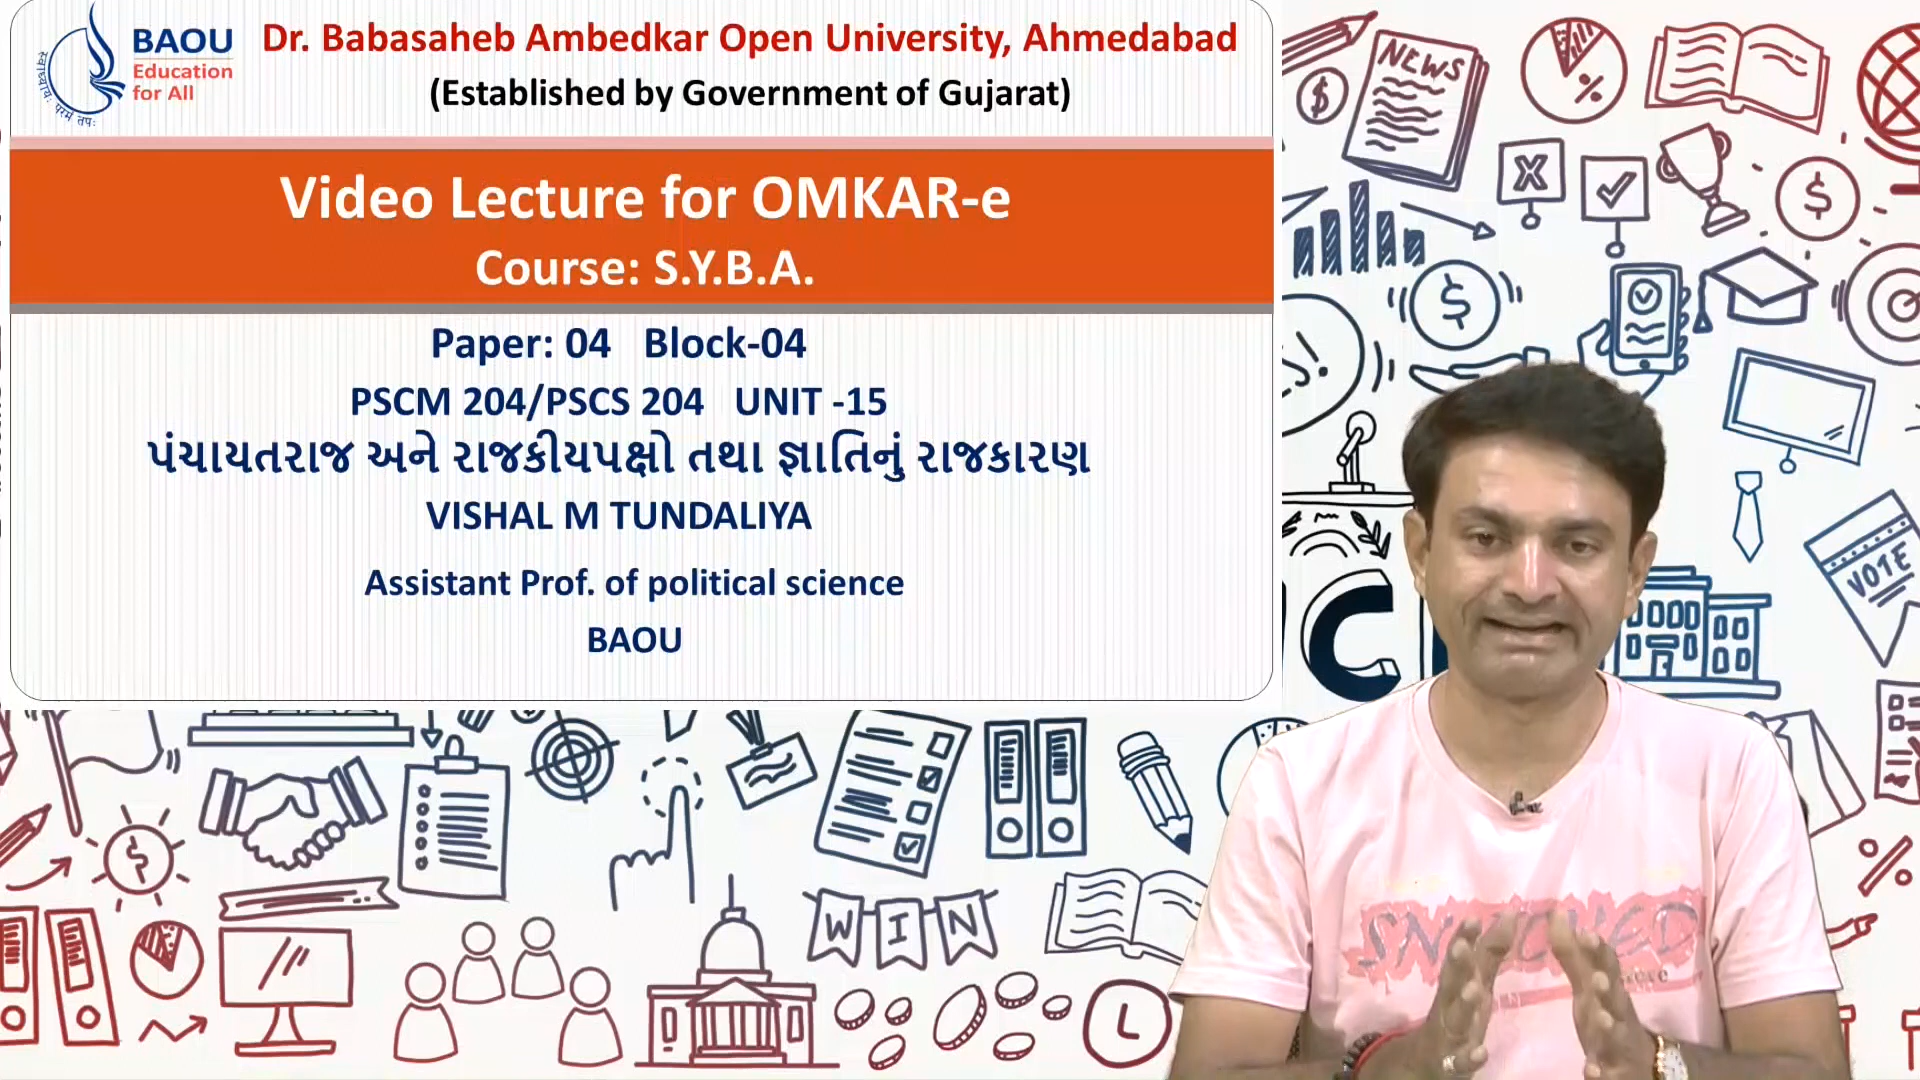 BAOU
Education
for All
स्वाध्यायः परमं तपः
Dr. Babasaheb Ambedkar Open University, Ahmedabad
(Established by Government of Gujarat)
Video Lecture for OMKAR-e
Course: S.Y.B.A.
Paper: 04 Block-04
PSCM 204/PSCS 204 UNIT -15
પંચાયતરાજ અને રાજકીયપક્ષો તથા જ્ઞાતિનું રાજકારણ
VISHAL M TUNDALIYA
Assistant Prof. of political science
BAOU
NEWS
VOTE
WIN